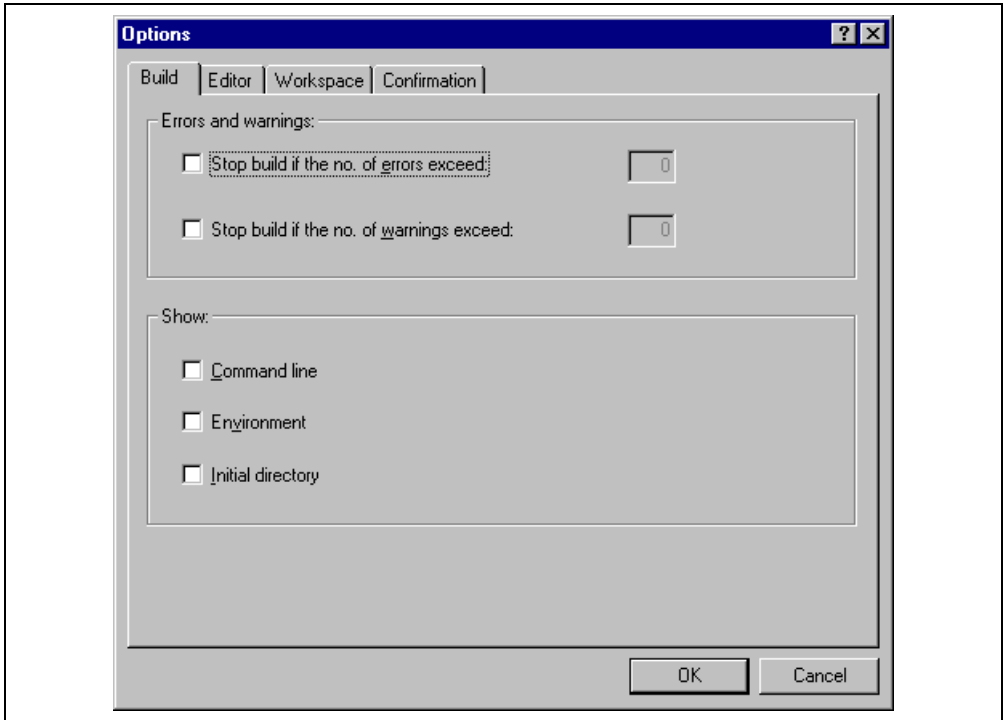 Options
Build Editor Workspace Confirmation
Errors and warnings:
Stop build if the no. of errors exceed: 0
Stop build if the no. of warnings exceed: 0
Show:
Command line
Environment
Initial directory
OK Cancel